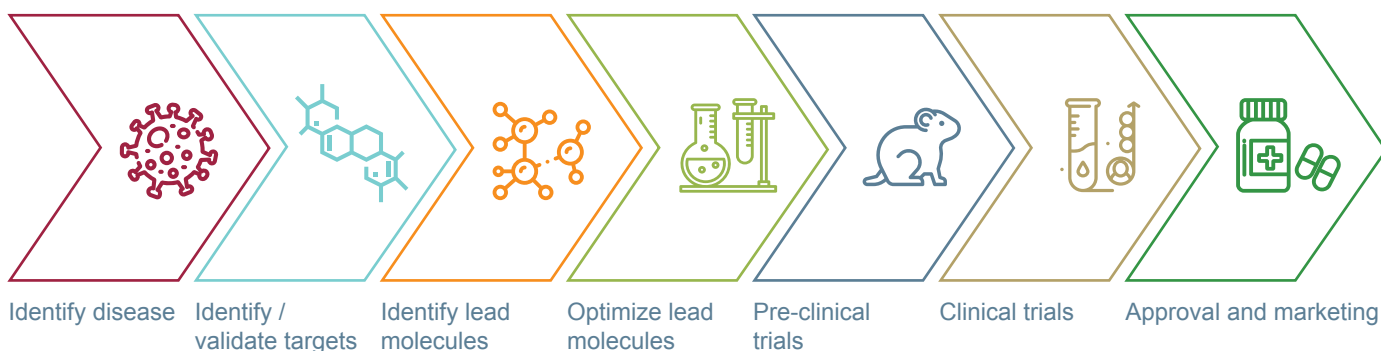 Identify disease
Identify /
validate targets
Identify lead
molecules
Optimize lead
molecules
Pre-clinical
trials
Clinical trials
Approval and marketing